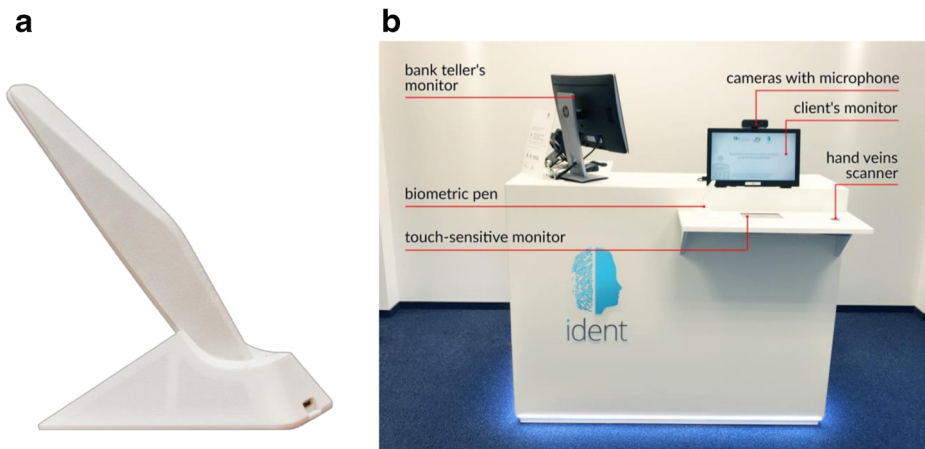 a
b
bank teller's
monitor
cameras with microphone
client's monitor
hand veins
scanner
biometric pen
touch-sensitive monitor
ident